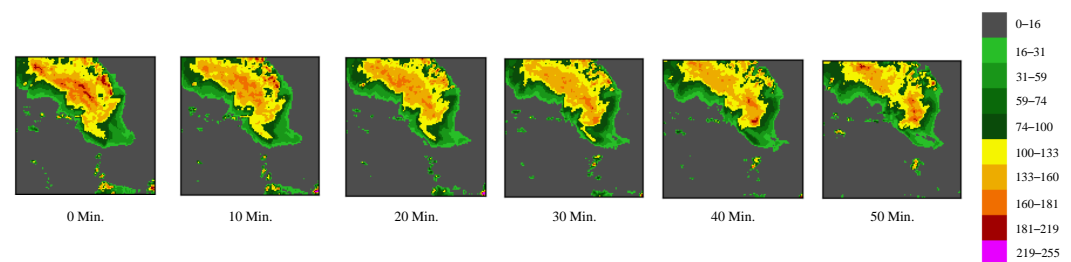 0 Min.
10 Min.
20 Min.
30 Min.
40 Min.
50 Min.
0–16
16–31
31–59
59–74
74–100
100–133
133–160
160–181
181–219
219–255